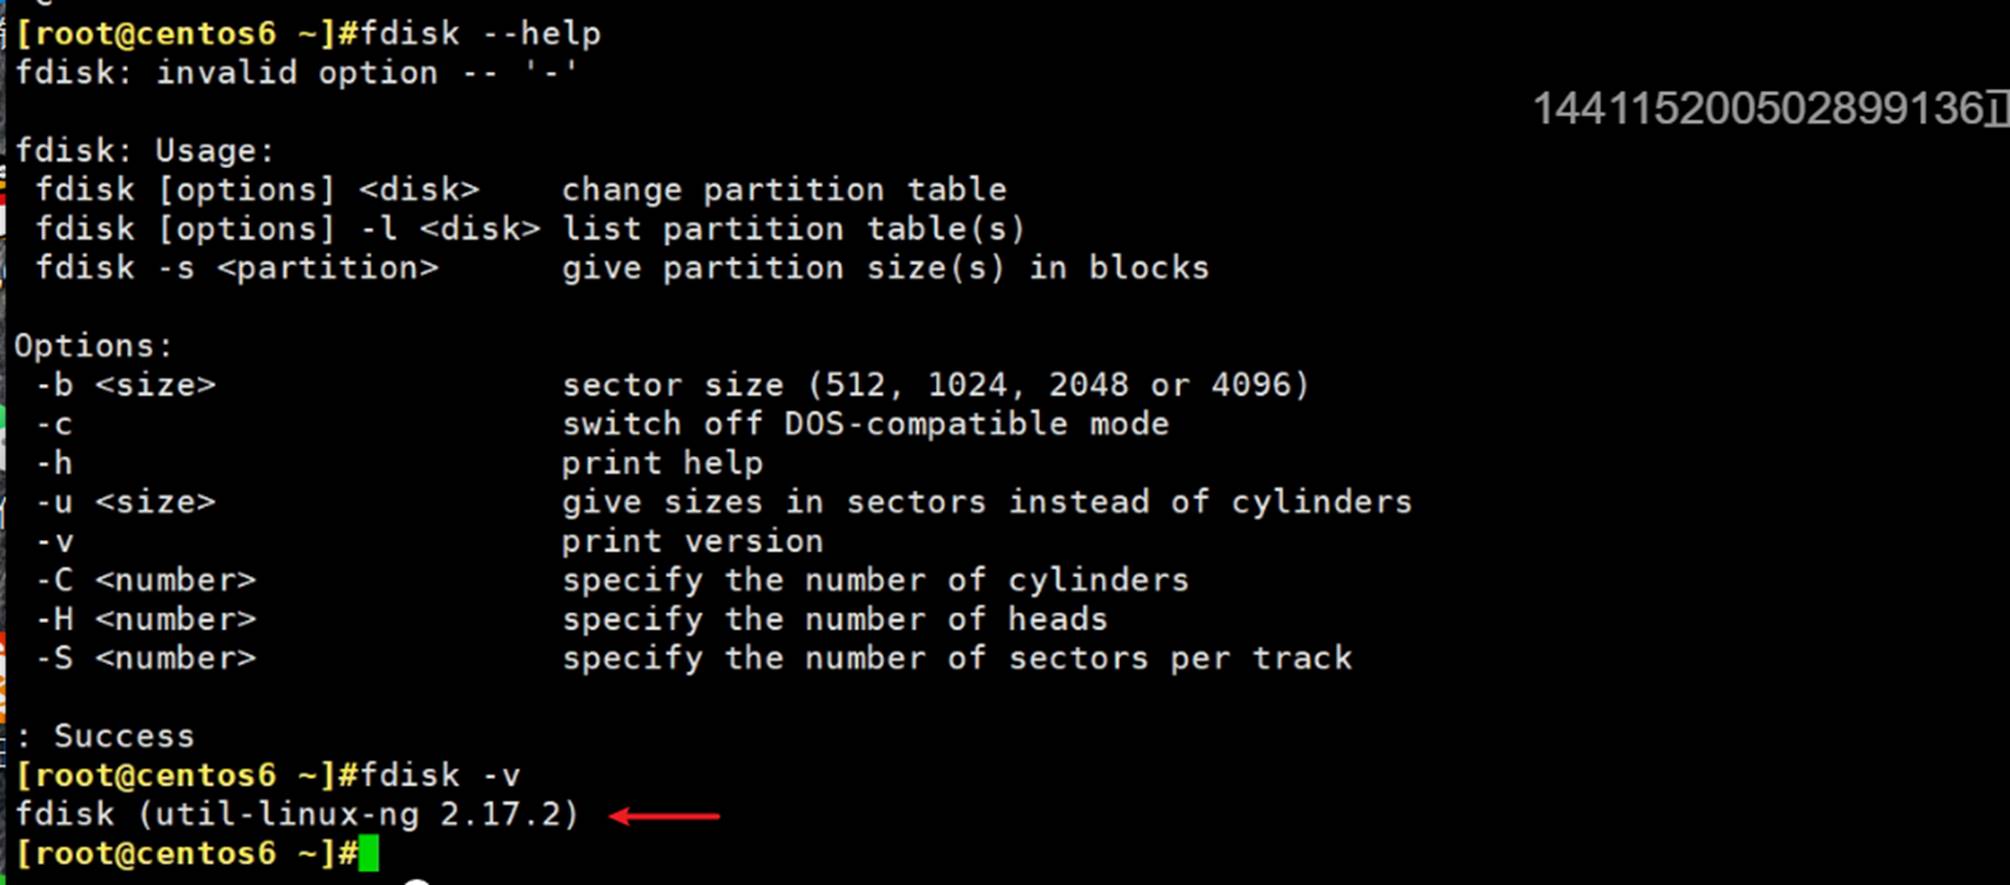 [root@centos6 ~]#fdisk --help
fdisk: invalid option -- '-'
144115200502899136
fdisk: Usage:
fdisk [options] <disk>    change partition table
fdisk [options] -l <disk> list partition table(s)
fdisk -s <partition>      give partition size(s) in blocks
Options:
-b <size>                 sector size (512, 1024, 2048 or 4096)
-c                        switch off DOS-compatible mode
-h                        print help
-u <size>                 give sizes in sectors instead of cylinders
-v                        print version
-C <number>               specify the number of cylinders
-H <number>               specify the number of heads
-S <number>               specify the number of sectors per track
: Success
[root@centos6 ~]#fdisk -v
fdisk (util-linux-ng 2.17.2)
[root@centos6 ~]#